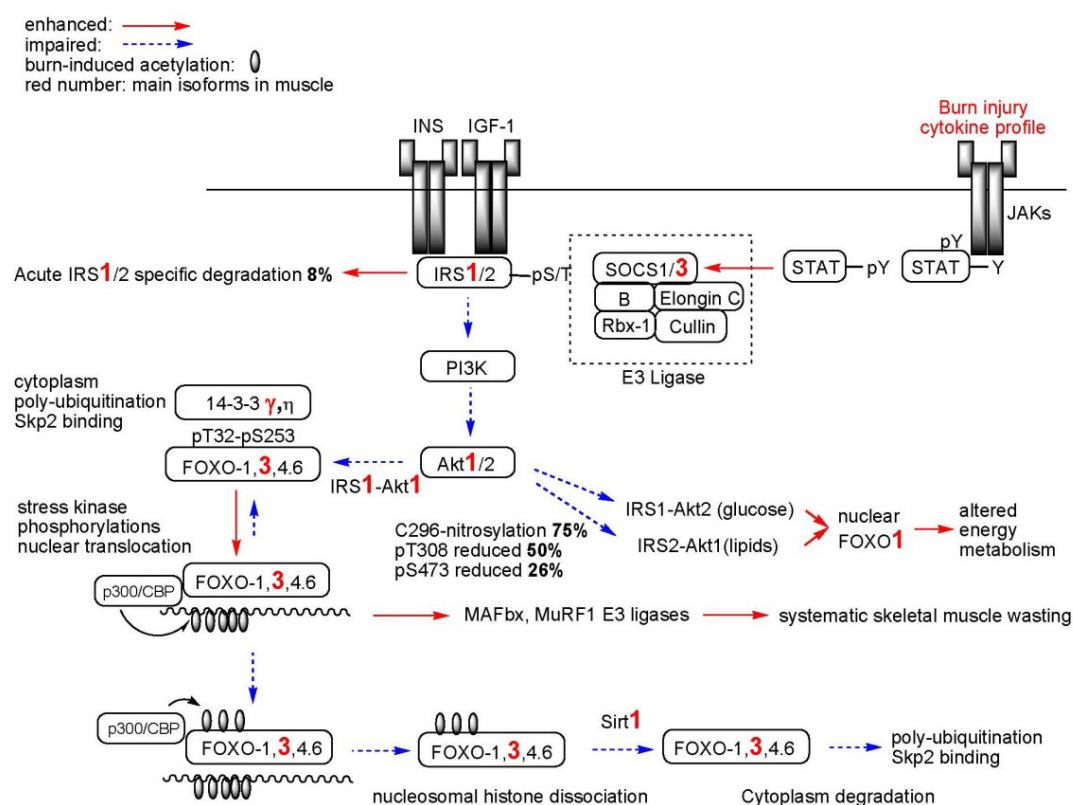 enhanced:
impaired:
burn-induced acetylation:
red number: main isoforms in muscle
Burn injury
cytokine profile
INS
IGF-1
JAKs
pY
Acute IRS1/2 specific degradation 8%
IRS1/2
pS/T
SOCS1/3
STAT
pY
STAT
Y
B
Elongin C
Rbx-1
Cullin
E3 Ligase
PI3K
cytoplasm
poly-ubiquitination
Skp2 binding
14-3-3 γ,η
pT32-pS253
FOXO-1,3,4.6
Akt1/2
IRS1-Akt1
stress kinase
phosphorylations
nuclear translocation
C296-nitrosylation 75%
pT308 reduced 50%
pS473 reduced 26%
IRS1-Akt2 (glucose)
IRS2-Akt1(lipids)
nuclear
FOXO1
altered
energy
metabolism
p300/CBP
FOXO-1,3,4.6
MAFbx, MuRF1 E3 ligases
systematic skeletal muscle wasting
p300/CBP
FOXO-1,3,4.6
FOXO-1,3,4.6
Sirt1
FOXO-1,3,4.6
poly-ubiquitination
Skp2 binding
nucleosomal histone dissociation
Cytoplasm degradation